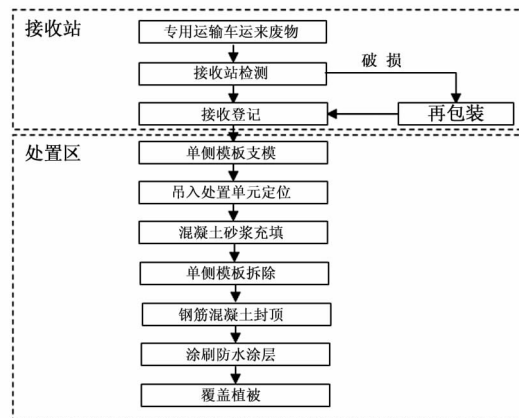 接收站
专用运输车运来废物
接收站检测
破 损
接收登记
再包装
处置区
单侧模板支模
吊入处置单元定位
混凝土砂浆充填
单侧模板拆除
钢筋混凝土封顶
涂刷防水涂层
覆盖植被